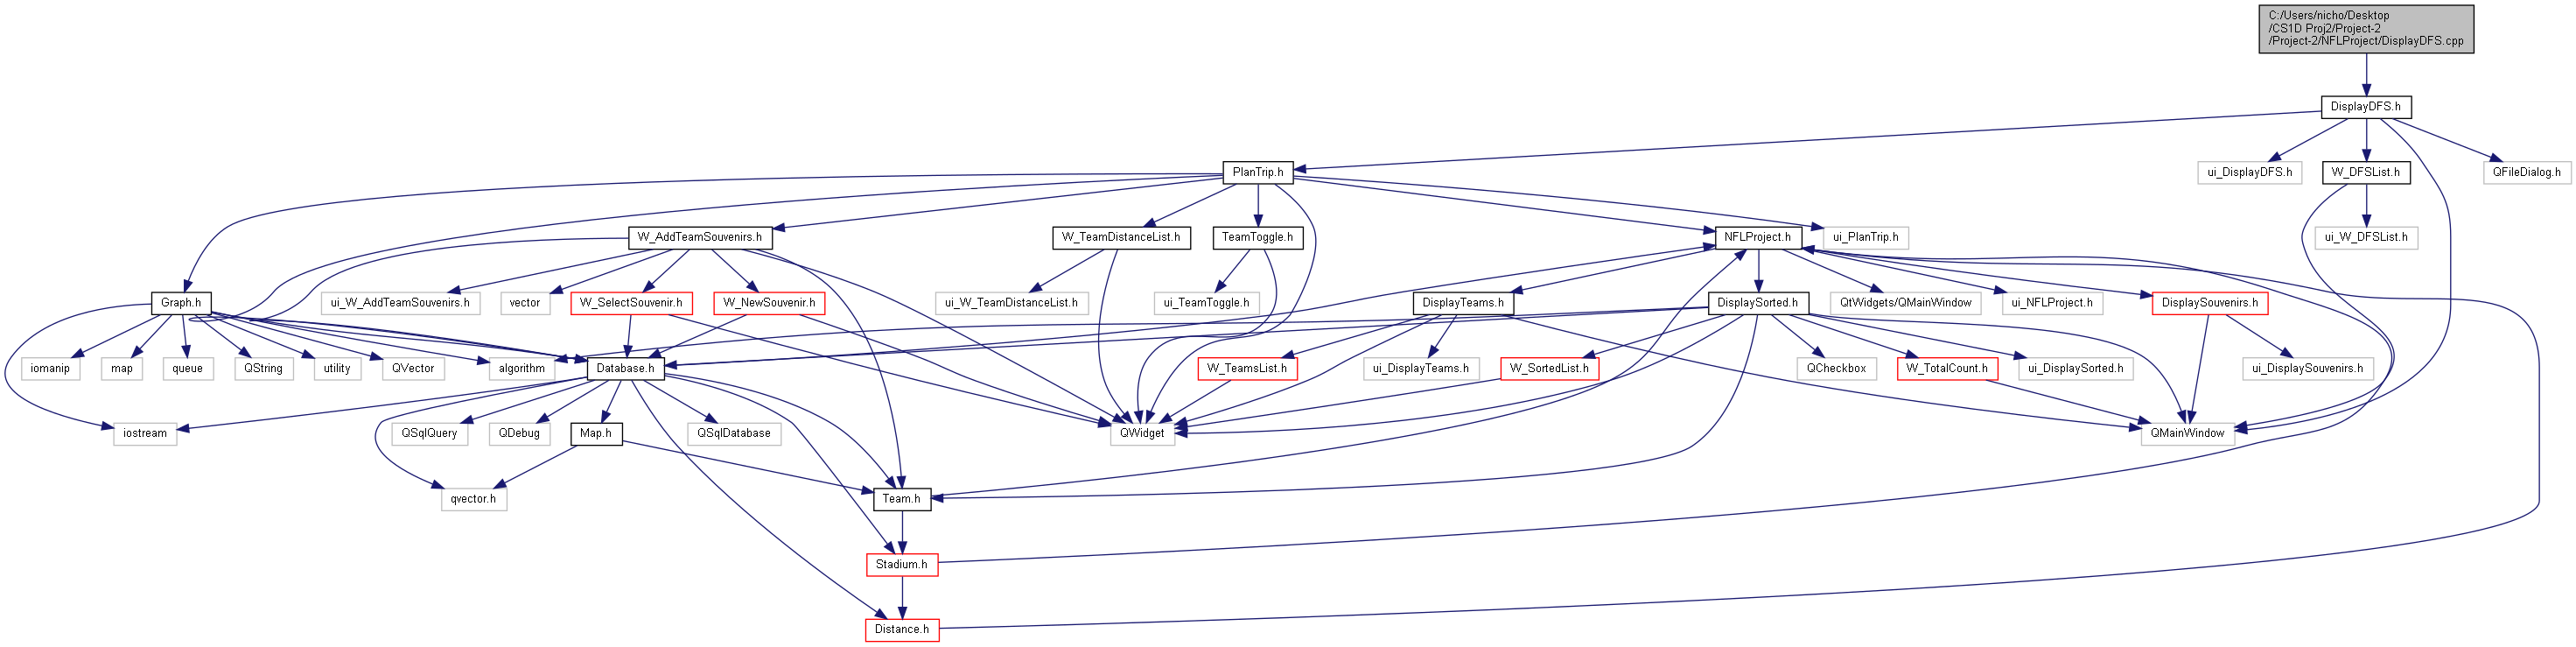 C:/Users/nicho/Desktop
/CS1D Proj2/Project-2
/Project-2/NFLProject/DisplayDFS.cpp
DisplayDFS.h
PlanTrip.h
ui_DisplayDFS.h
W_DFSList.h
QFileDialog.h
W_AddTeamSouvenirs.h
W_TeamDistanceList.h
TeamToggle.h
NFLProject.h
ui_PlanTrip.h
ui_W_DFSList.h
Graph.h
ui_W_AddTeamSouvenirs.h
vector
W_SelectSouvenir.h
W_NewSouvenir.h
ui_W_TeamDistanceList.h
ui_TeamToggle.h
DisplayTeams.h
DisplaySorted.h
QtWidgets/QMainWindow
ui_NFLProject.h
DisplaySouvenirs.h
iomanip
map
queue
QString
utility
QVector
algorithm
Database.h
W_TeamsList.h
ui_DisplayTeams.h
W_SortedList.h
QCheckbox
W_TotalCount.h
ui_DisplaySorted.h
ui_DisplaySouvenirs.h
iostream
QSqlQuery
QDebug
Map.h
QSqlDatabase
QWidget
QMainWindow
qvector.h
Team.h
Stadium.h
Distance.h